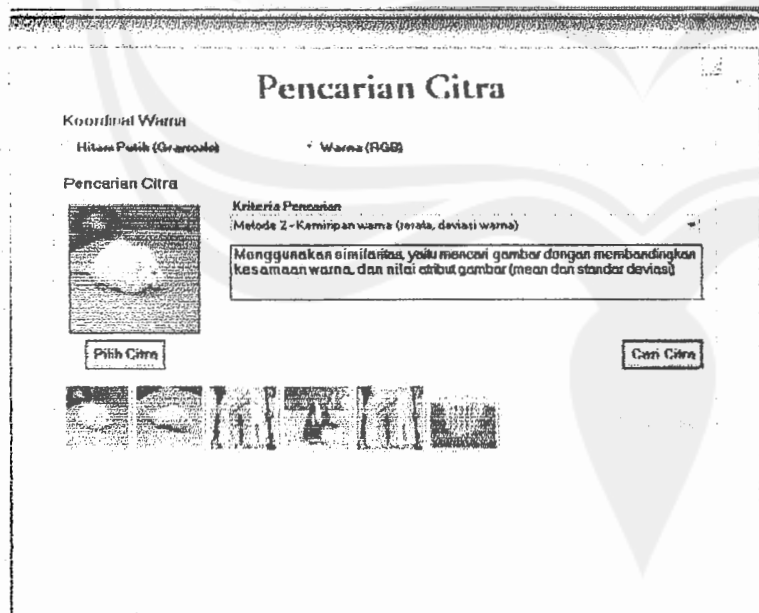 Pencarian Citra
Koordinat Warna
Hitam Putih (Grayscale)
Warna (RGB)
Pencarian Citra
Kriteria Pencarian
Metode 2 - Kemiripan warna (rerata, deviasi warna)
Menggunakan similaritas, yaitu mencari gambar dengan membandingkan
kesamaan warna, dan nilai atribut gambar (mean dan standar deviasi)
Pilih Citra
Cari Citra